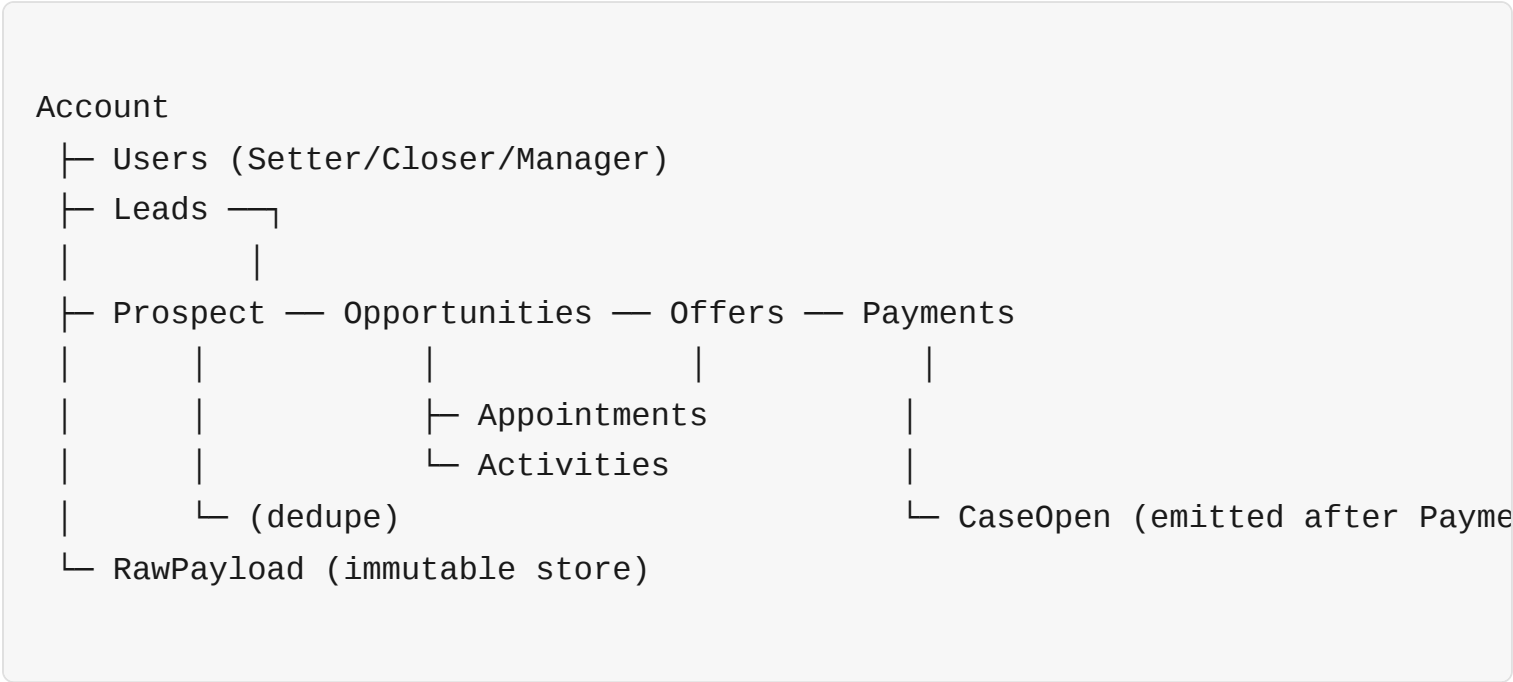 Account
├─ Users (Setter/Closer/Manager)
├─ Leads ──┐
│         │
├─ Prospect ── Opportunities ── Offers ── Payments
│      │           │             │           │
│      │           ├─ Appointments          │
│      │           └─ Activities            │
│      └─ (dedupe)                          └─ CaseOpen (emitted after Payme
└─ RawPayload (immutable store)